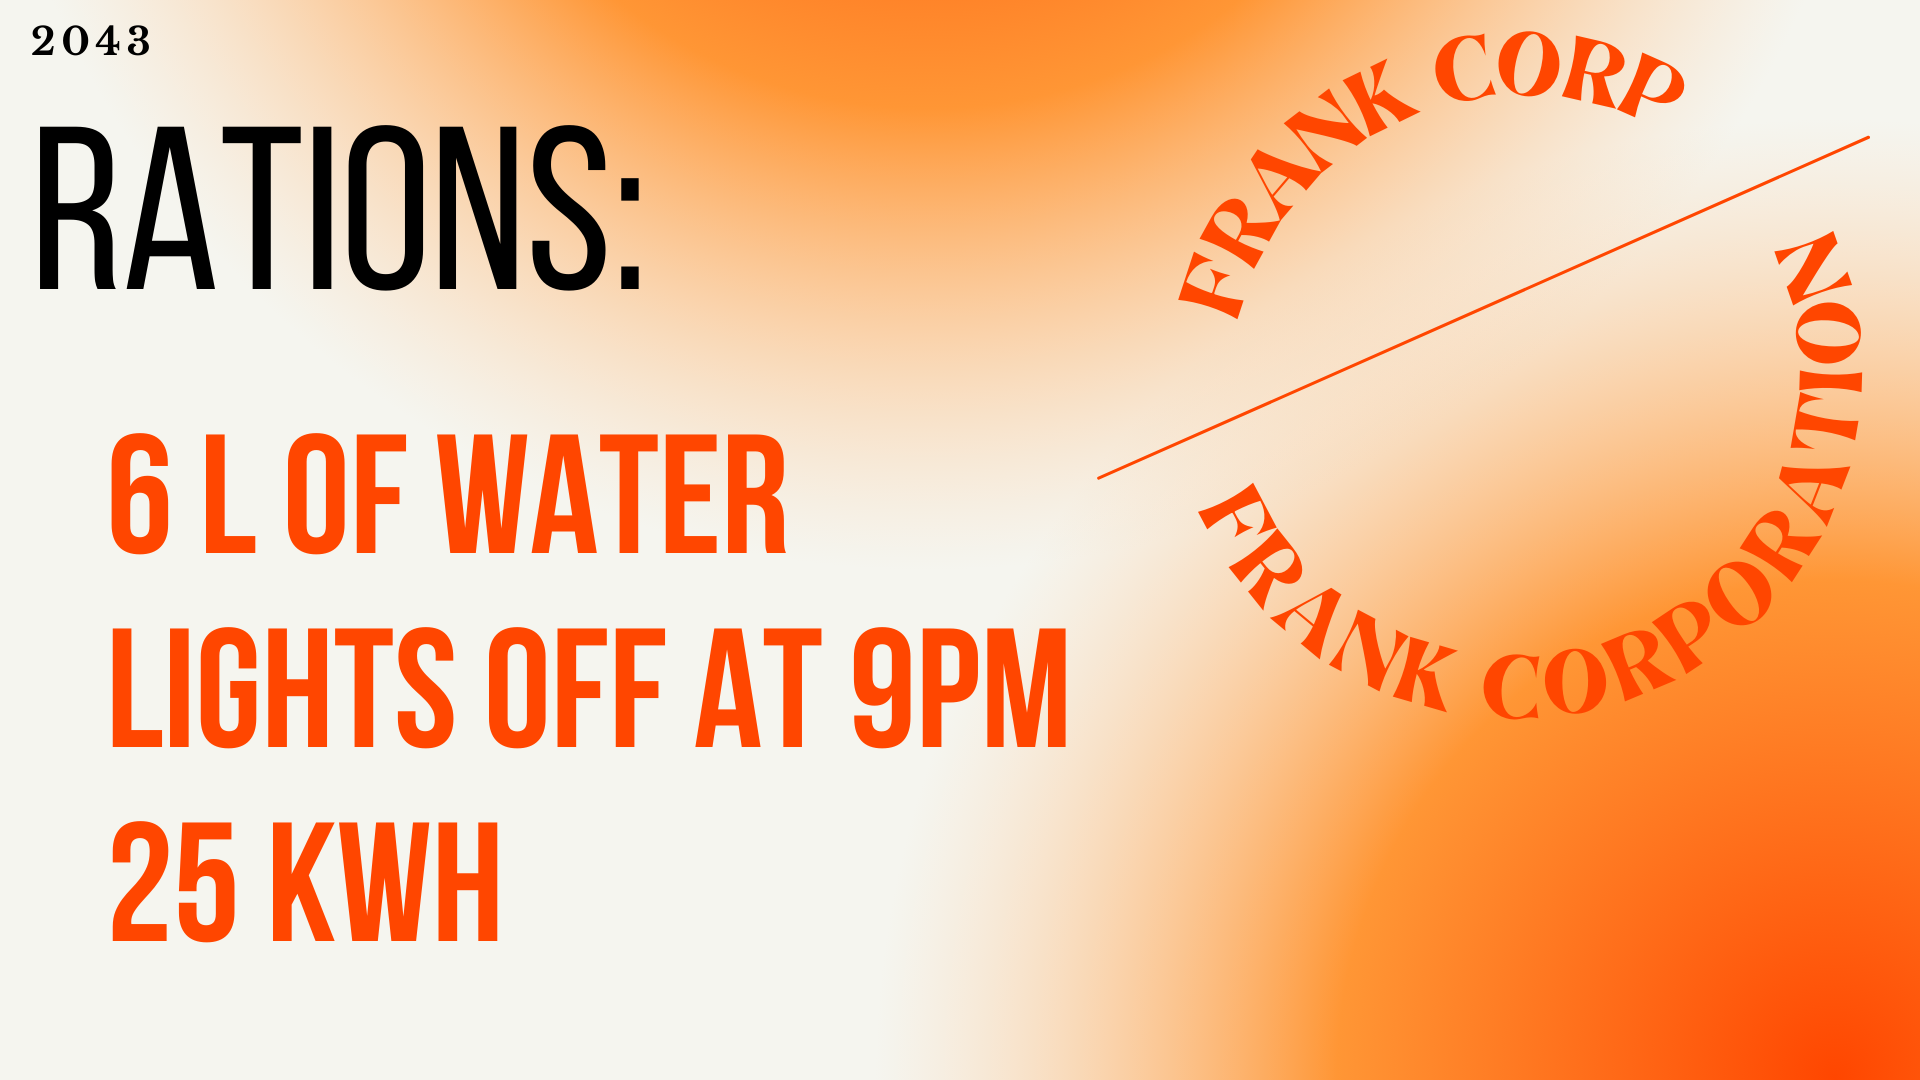 2043
RATIONS:
6 L OF WATER
LIGHTS OFF AT 9PM
25 KWH
FRANK CORP
FRANK CORPORATION